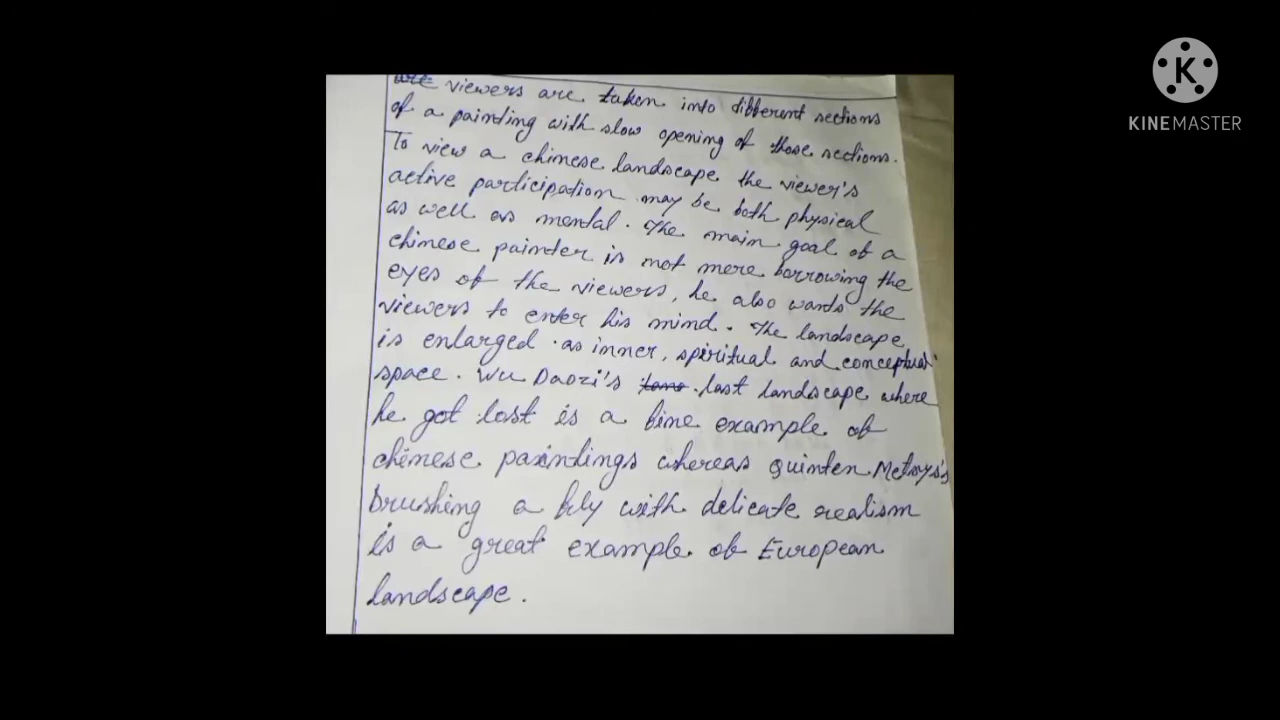 are viewers are taken into different sections
of a painting with slow opening of those sections.
To view a chinese landscape the viewer's
active participation may be both physical
as well as mental. The main goal of a
chinese painter is not mere borrowing the
eyes of the viewers, he also wants the
viewers to enter his mind. The landscape
is enlarged as inner, spiritual and conceptual
space. Wu Daozi's last landscape where
he got lost is a fine example of
chinese paintings whereas Quinten Metsys's
brushing a fly with delicate realism
is a great example of European
landscape.
K
KINEMASTER